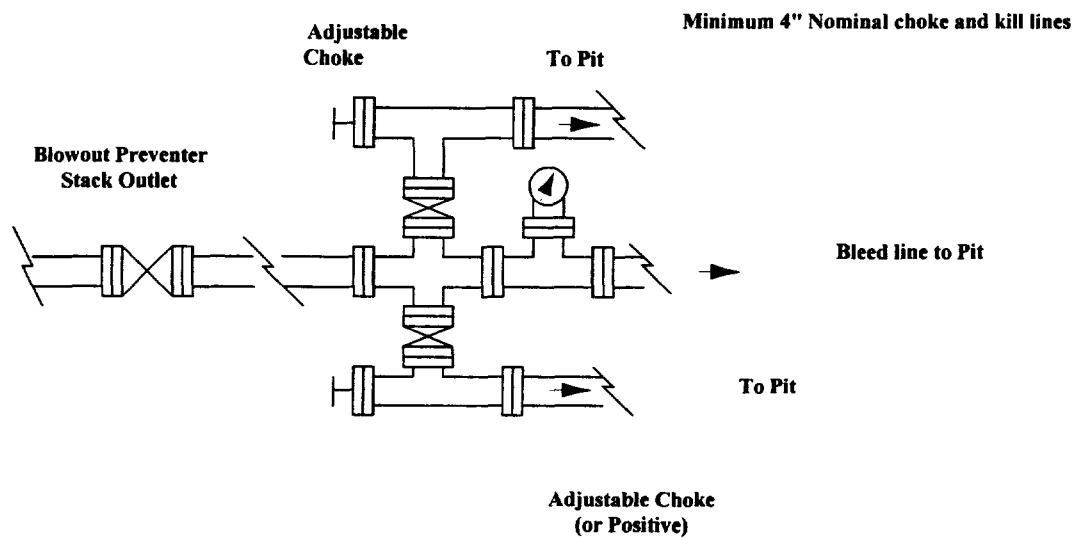 Minimum 4" Nominal choke and kill lines
Adjustable
Choke
To Pit
Blowout Preventer
Stack Outlet
Bleed line to Pit
To Pit
Adjustable Choke
(or Positive)